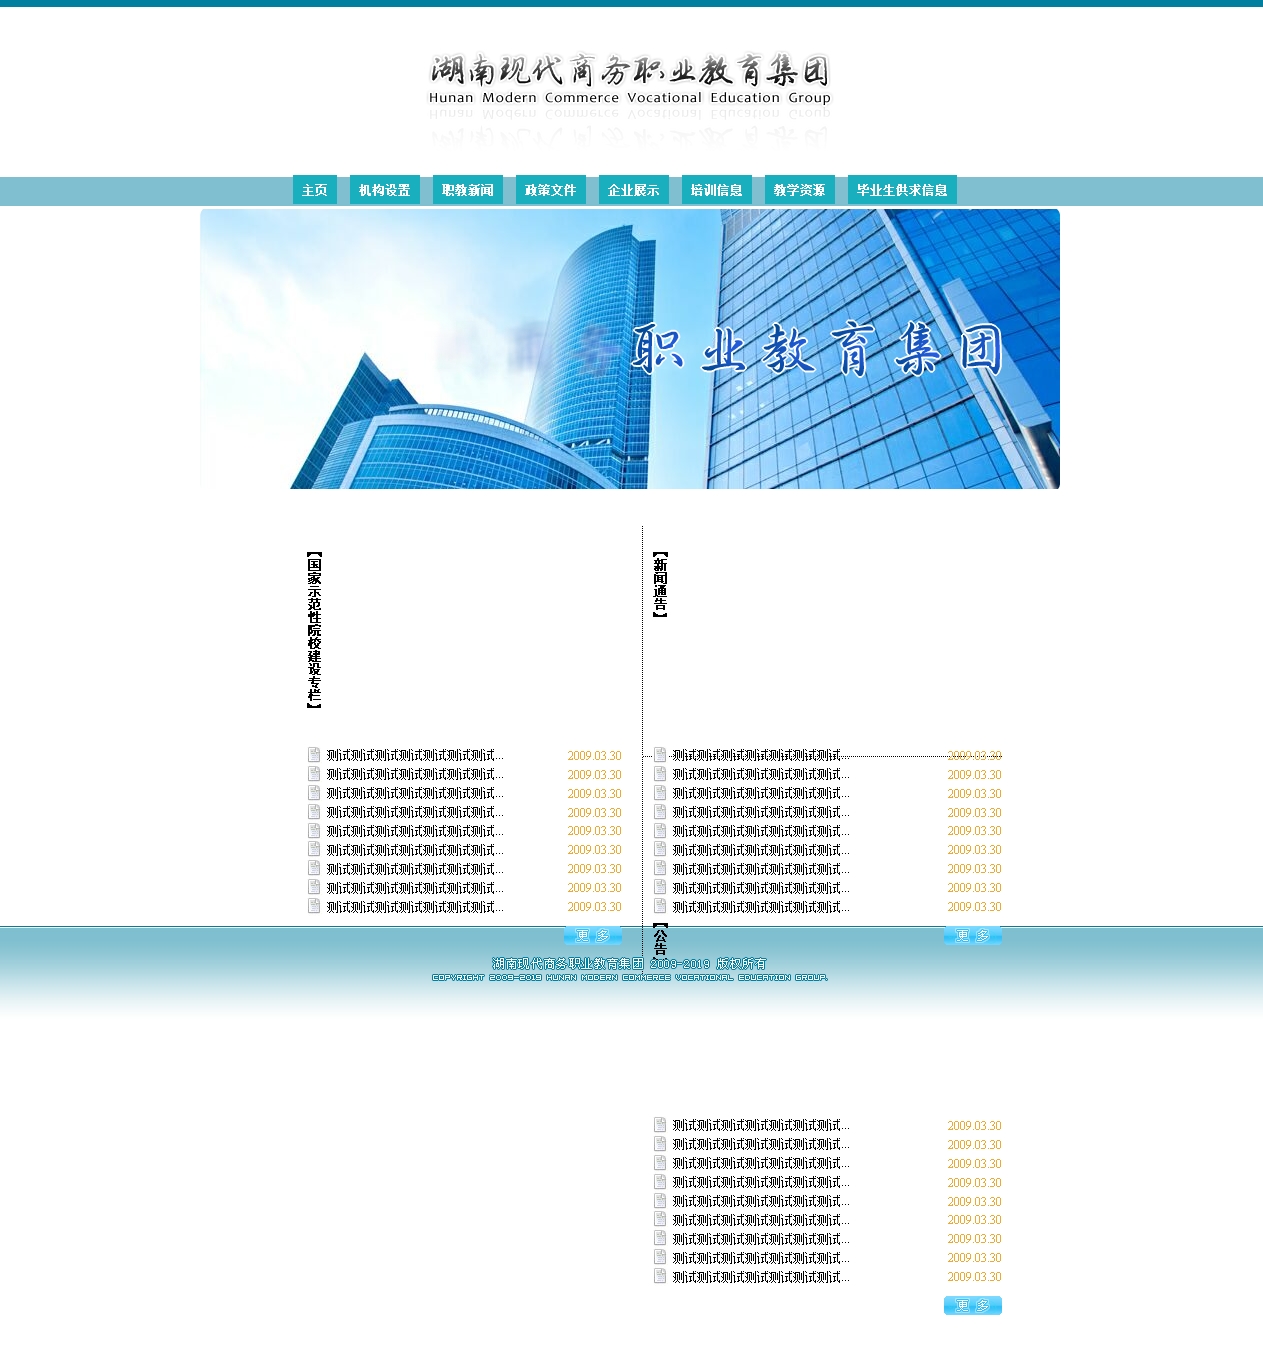 湖南现代商务职业教育集团
Hunan Modern Commerce Vocational Education Group
主页 机构设置 职教新闻 政策文件 企业展示 培训信息 教学资源 毕业生供求信息
商务职业教育集团
【国家示范性院校建设专栏】
测试测试测试测试测试测试测试... 2009.03.30
测试测试测试测试测试测试测试... 2009.03.30
测试测试测试测试测试测试测试... 2009.03.30
测试测试测试测试测试测试测试... 2009.03.30
测试测试测试测试测试测试测试... 2009.03.30
测试测试测试测试测试测试测试... 2009.03.30
测试测试测试测试测试测试测试... 2009.03.30
测试测试测试测试测试测试测试... 2009.03.30
测试测试测试测试测试测试测试... 2009.03.30
更多
【新闻通告】
测试测试测试测试测试测试测试... 2009.03.30
测试测试测试测试测试测试测试... 2009.03.30
测试测试测试测试测试测试测试... 2009.03.30
测试测试测试测试测试测试测试... 2009.03.30
测试测试测试测试测试测试测试... 2009.03.30
测试测试测试测试测试测试测试... 2009.03.30
测试测试测试测试测试测试测试... 2009.03.30
测试测试测试测试测试测试测试... 2009.03.30
测试测试测试测试测试测试测试... 2009.03.30
更多
【公告】
湖南现代商务职业教育集团 2009-2019 版权所有
COPYRIGHT 2009-2019 HUNAN MODERN COMMERCE VOCATIONAL EDUCATION GROUP.
测试测试测试测试测试测试测试... 2009.03.30
测试测试测试测试测试测试测试... 2009.03.30
测试测试测试测试测试测试测试... 2009.03.30
测试测试测试测试测试测试测试... 2009.03.30
测试测试测试测试测试测试测试... 2009.03.30
测试测试测试测试测试测试测试... 2009.03.30
测试测试测试测试测试测试测试... 2009.03.30
测试测试测试测试测试测试测试... 2009.03.30
测试测试测试测试测试测试测试... 2009.03.30
更多